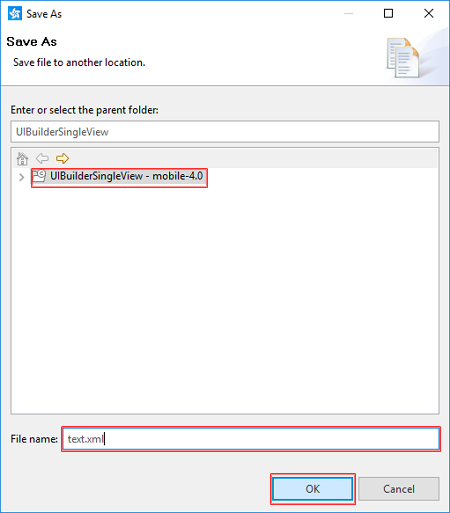 Save As
Save As
Save file to another location.
Enter or select the parent folder:
UIBuilderSingleView
UIBuilderSingleView - mobile-4.0
File name: text.xml
OK Cancel